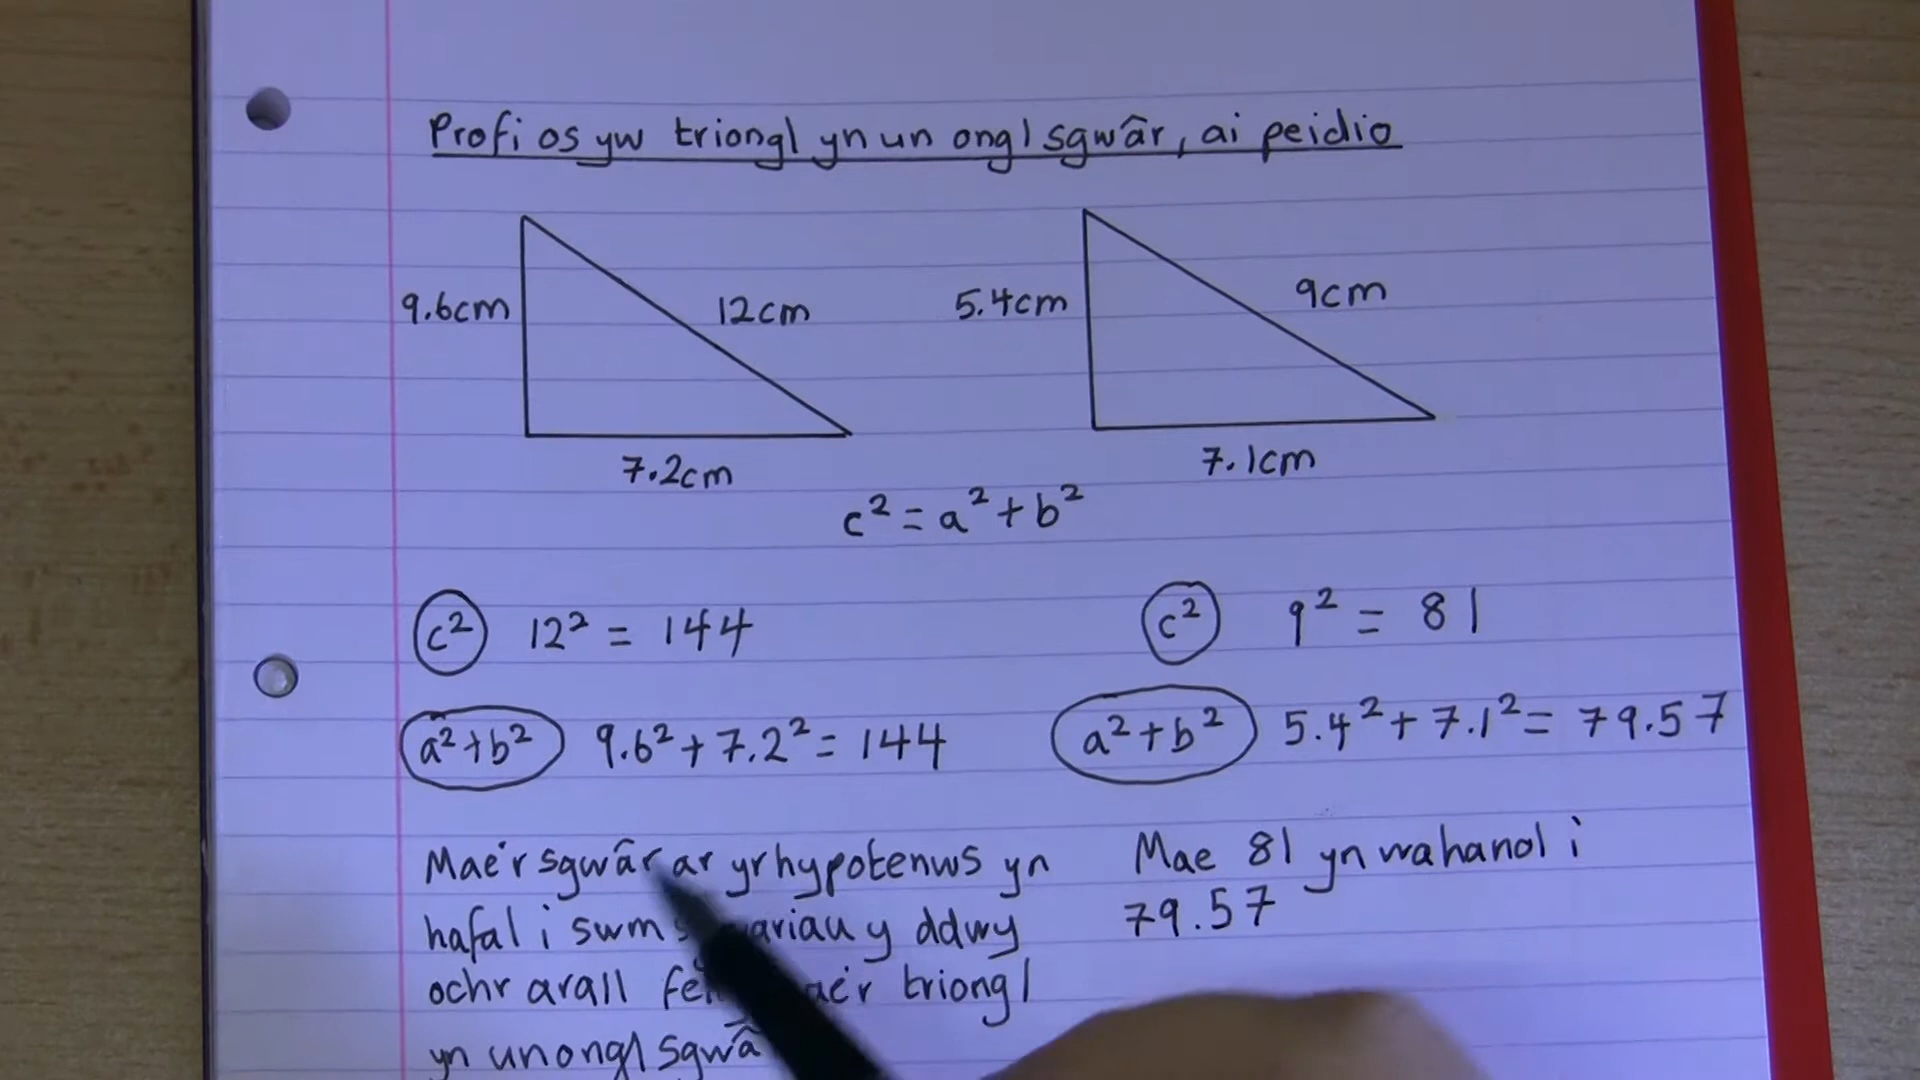 Profi os yw triongl yn un ongl sgwâr, ai peidio
9.6cm
12cm
7.2cm
5.4cm
9cm
7.1cm
c² = a² + b²
c² 12² = 144
a² + b² 9.6² + 7.2² = 144
Mae'r sgwâr ar yr hypotenws yn
hafal i swm y ddwy
ochr arall triongl
yn un ongl
c² 9² = 81
a² + b² 5.4² + 7.1² = 79.57
Mae 81 yn wahanol i
79.57